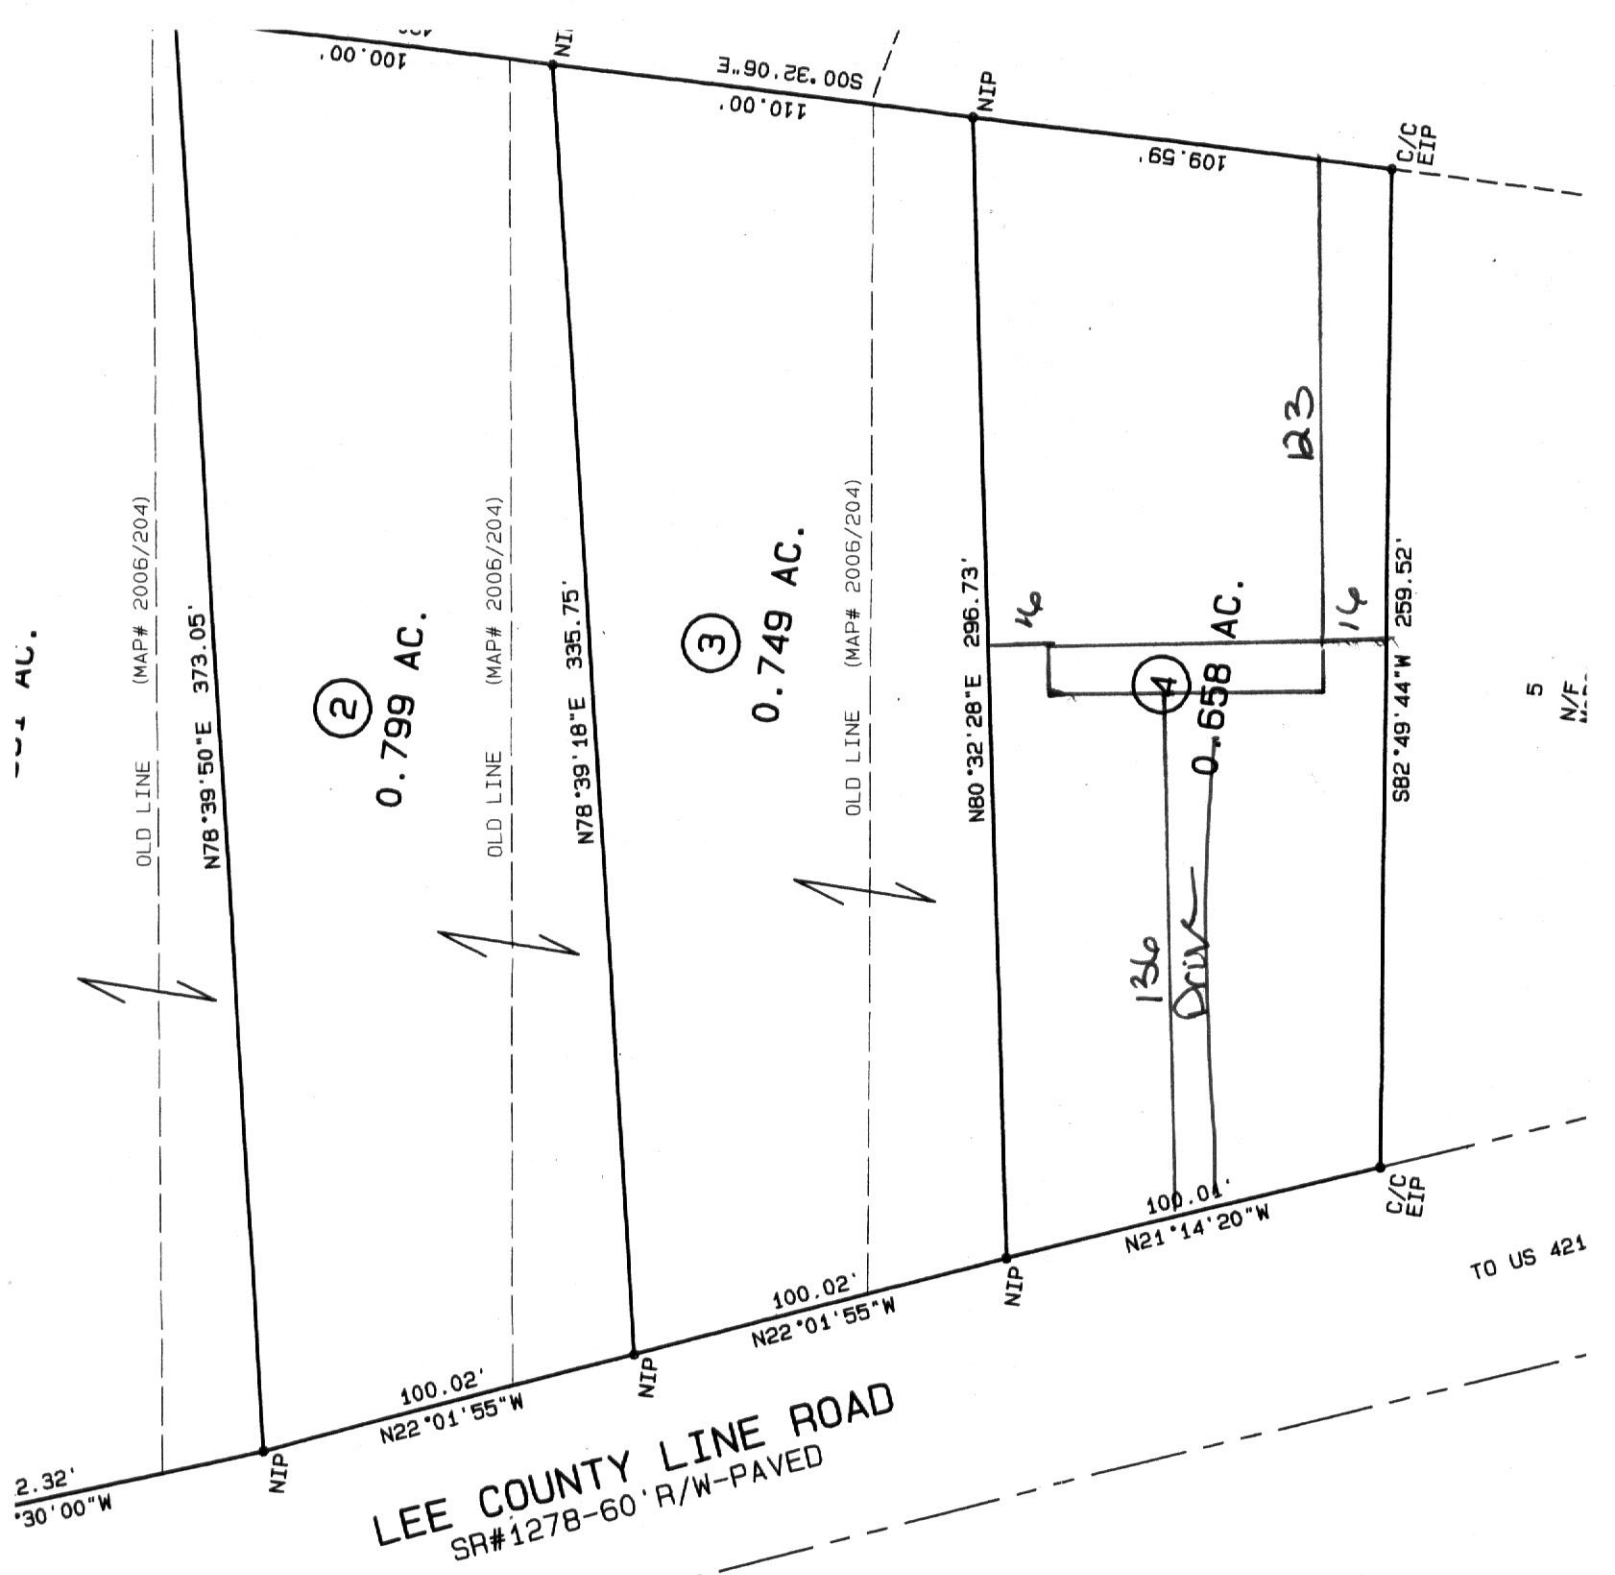 100.00'
NI
S00°32'06"E
110.00'
NIP
109.59'
C/C
EIP
OLD LINE (MAP# 2006/204)
N78°39'50"E 373.05'
2
0.799 AC.
OLD LINE (MAP# 2006/204)
N78°39'18"E 335.75'
3
0.749 AC.
OLD LINE (MAP# 2006/204)
N80°32'28"E 296.73'
16
123
16
4
0.658 AC.
S82°49'44"W 259.52'
5
N/F
AC.
136
Drive
100.01'
N21°14'20"W
C/C
EIP
NIP
TO US 421
100.02'
N22°01'55"W
NIP
100.02'
N22°01'55"W
NIP
2.32'
°30'00"W
LEE COUNTY LINE ROAD
SR#1278-60'R/W-PAVED